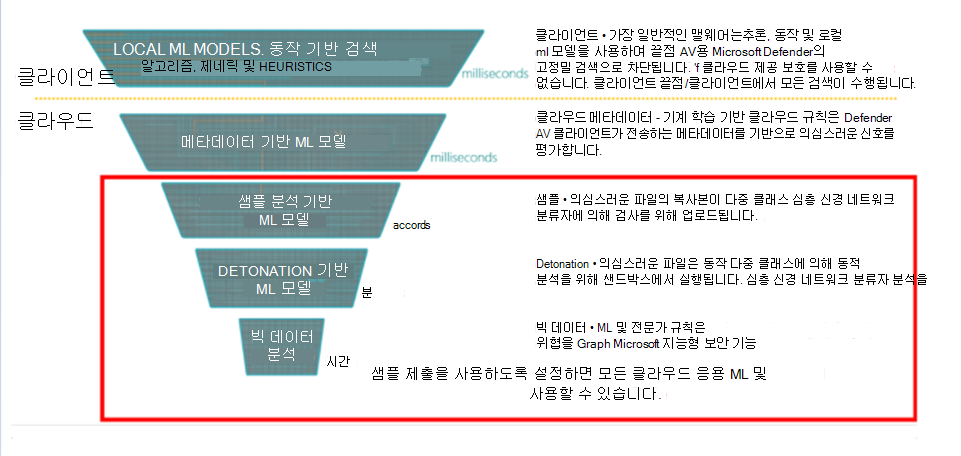 LOCAL ML MODELS. 동작 기반 검색
알고리즘, 제네릭 및 HEURISTICS
milliseconds
클라이언트
클라이언트 • 가장 일반적인 맬웨어는추론, 동작 및 로컬
ml 모델을 사용하며 끝점 AV용 Microsoft Defender의
고정밀 검색으로 차단됩니다. 'f 클라우드 제공 보호를 사용할 수
없습니다. 클라이언트 끝점/클라이언트에서 모든 검색이 수행됩니다.
클라우드
메타데이터 기반 ML 모델
milliseconds
클라우드 메타데이터 - 기계 학습 기반 클라우드 규칙은 Defender
AV 클라이언트가 전송하는 메타데이터를 기반으로 의심스러운 신호를
평가합니다.
샘플 분석 기반
ML 모델
accords
샘플 • 의심스러운 파일의 복사본이 다중 클래스 심층 신경 네트워크
분류자에 의해 검사를 위해 업로드됩니다.
DETONATION 기반
ML 모델
분
Detonation • 의심스러운 파일은 동작 다중 클래스에 의해 동적
분석을 위해 샌드박스에서 실행됩니다. 심층 신경 네트워크 분류자 분석을
빅 데이터
분석
시간
빅 데이터 • ML 및 전문가 규칙은
위협을 Graph Microsoft 지능형 보안 기능
샘플 제출을 사용하도록 설정하면 모든 클라우드 응용 ML 및
사용할 수 있습니다.